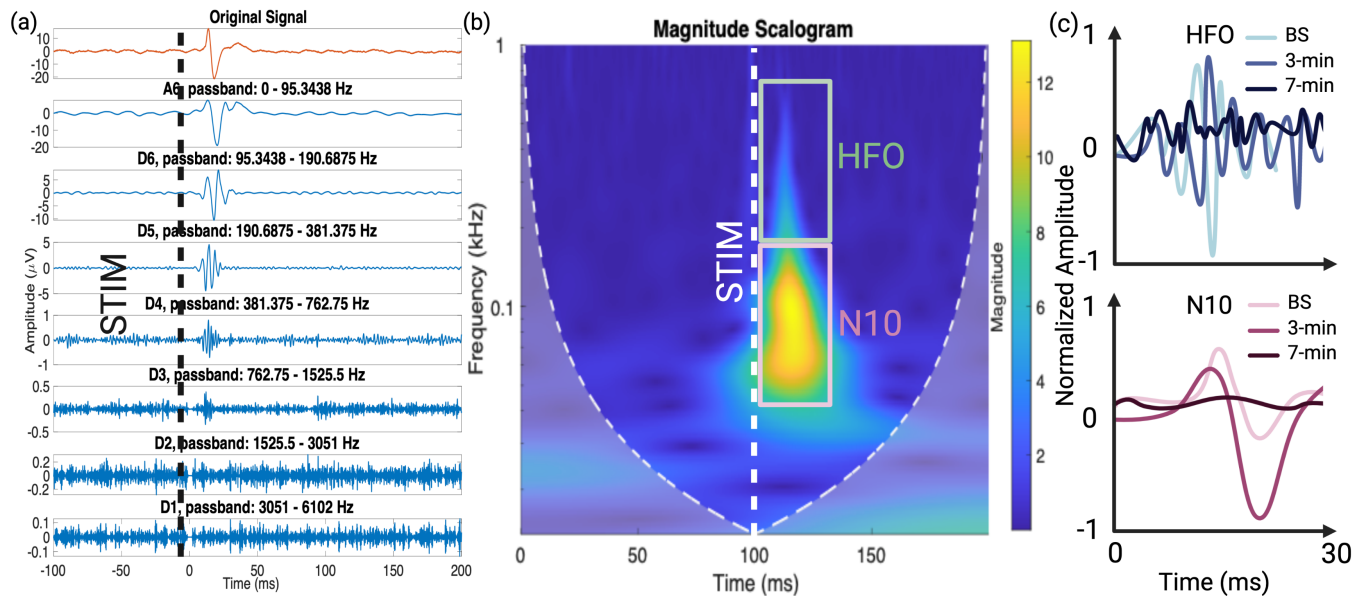 (a)
Original Signal
10
0
-10
-20
A6, passband: 0 - 95.3438 Hz
0
-10
-20
D6, passband: 95.3438 - 190.6875 Hz
5
0
-5
-10
D5, passband: 190.6875 - 381.375 Hz
5
0
-5
D4, passband: 381.375 - 762.75 Hz
1
0
-1
D3, passband: 762.75 - 1525.5 Hz
0.5
0
-0.5
D2, passband: 1525.5 - 3051 Hz
0.2
0
-0.2
D1, passband: 3051 - 6102 Hz
0.1
0
-0.1
-100 -50 0 50 100 150 200
Time (ms)
Amplitude (μV)
STIM
(b)
Magnitude Scalogram
1
0.1
Frequency (kHz)
STIM
HFO
N10
0 50 100 150
Time (ms)
12
10
8
6
4
2
Magnitude
(c)
HFO
BS
3-min
7-min
1
0
-1
Normalized Amplitude
N10
BS
3-min
7-min
1
0
-1
0 30
Time (ms)